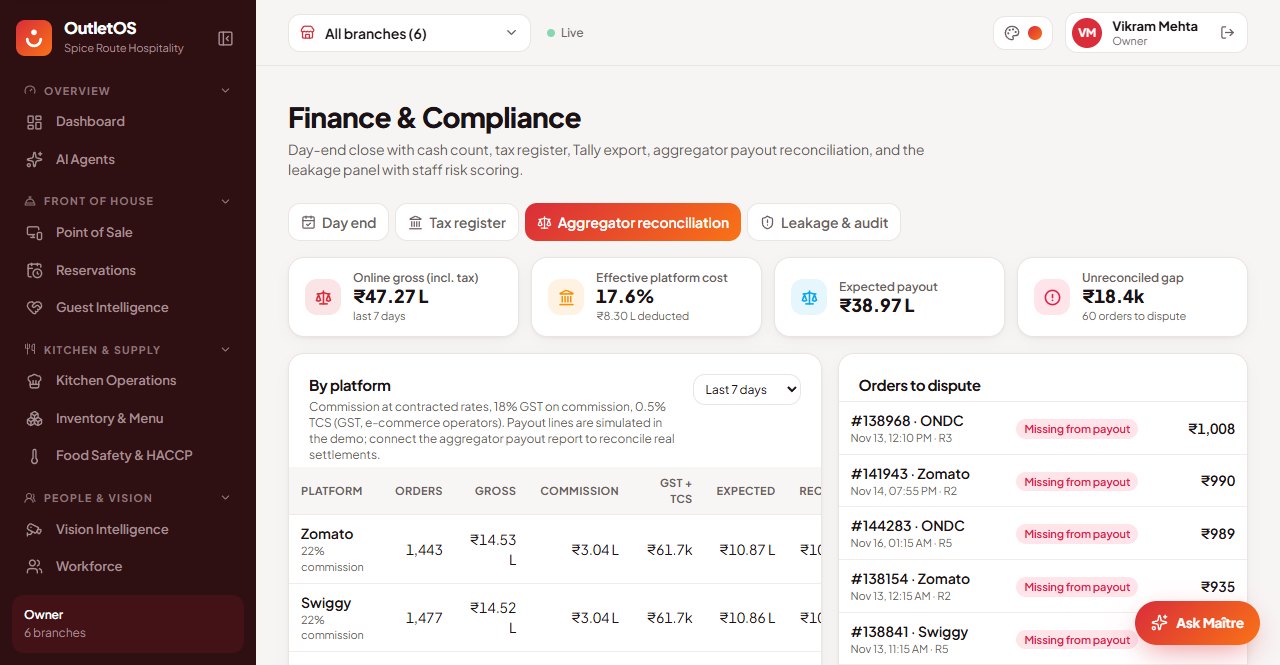 OutletOS
Spice Route Hospitality
OVERVIEW
Dashboard
AI Agents
FRONT OF HOUSE
Point of Sale
Reservations
Guest Intelligence
KITCHEN & SUPPLY
Kitchen Operations
Inventory & Menu
Food Safety & HACCP
PEOPLE & VISION
Vision Intelligence
Workforce
Owner
6 branches
All branches (6)
Live
VM
Vikram Mehta
Owner
Finance & Compliance
Day-end close with cash count, tax register, Tally export, aggregator payout reconciliation, and the
leakage panel with staff risk scoring.
Day end
Tax register
Aggregator reconciliation
Leakage & audit
Online gross (incl. tax)
₹47.27 L
last 7 days
Effective platform cost
17.6%
₹8.30 L deducted
Expected payout
₹38.97 L
Unreconciled gap
₹18.4k
60 orders to dispute
By platform
Commission at contracted rates, 18% GST on commission, 0.5%
TCS (GST, e-commerce operators). Payout lines are simulated in
the demo; connect the aggregator payout report to reconcile real
settlements.
Last 7 days
PLATFORM ORDERS GROSS COMMISSION GST + TCS EXPECTED REC
Zomato
22%
commission
1,443 ₹14.53 L ₹3.04 L ₹61.7k ₹10.87 L ₹10
Swiggy
22%
commission
1,477 ₹14.52 L ₹3.04 L ₹61.7k ₹10.86 L ₹10
Orders to dispute
#138968 · ONDC
Nov 13, 12:10 PM · R3
Missing from payout
₹1,008
#141943 · Zomato
Nov 14, 07:55 PM · R2
Missing from payout
₹990
#144283 · ONDC
Nov 16, 01:15 AM · R5
Missing from payout
₹989
#138154 · Zomato
Nov 13, 12:15 AM · R2
Missing from payout
₹935
#138841 · Swiggy
Nov 13, 11:15 AM · R5
Missing from payout
Ask Maître